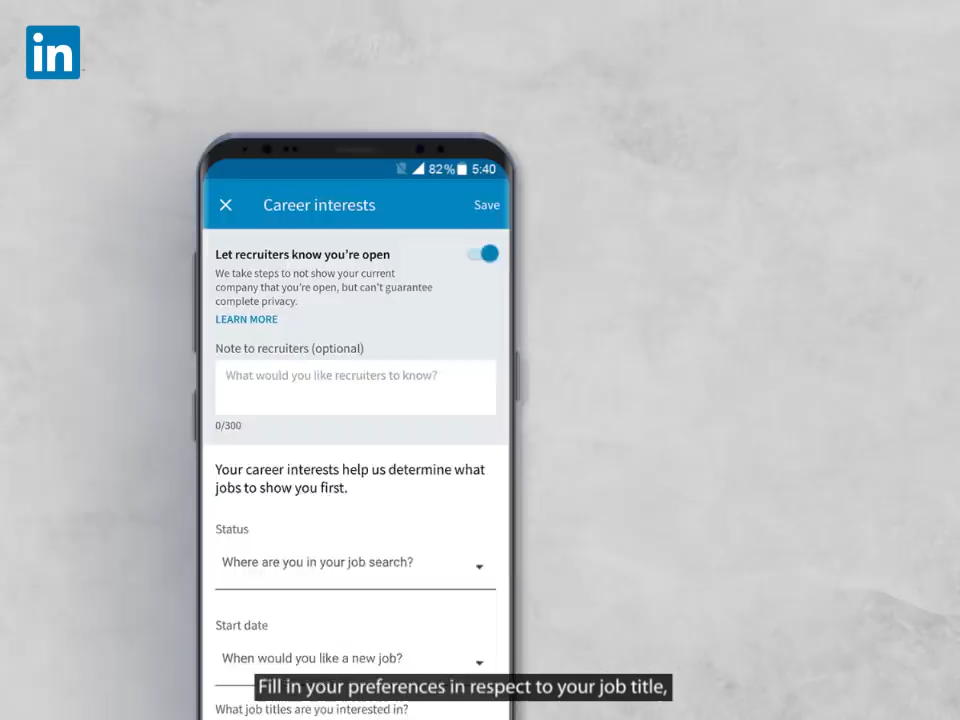 in
82% 5:40
Career interests Save
Let recruiters know you're open
We take steps to not show your current
company that you're open, but can't guarantee
complete privacy.
LEARN MORE
Note to recruiters (optional)
What would you like recruiters to know?
0/300
Your career interests help us determine what
jobs to show you first.
Status
Where are you in your job search?
Start date
When would you like a new job?
Fill in your preferences in respect to your job title,
What job titles are you interested in?